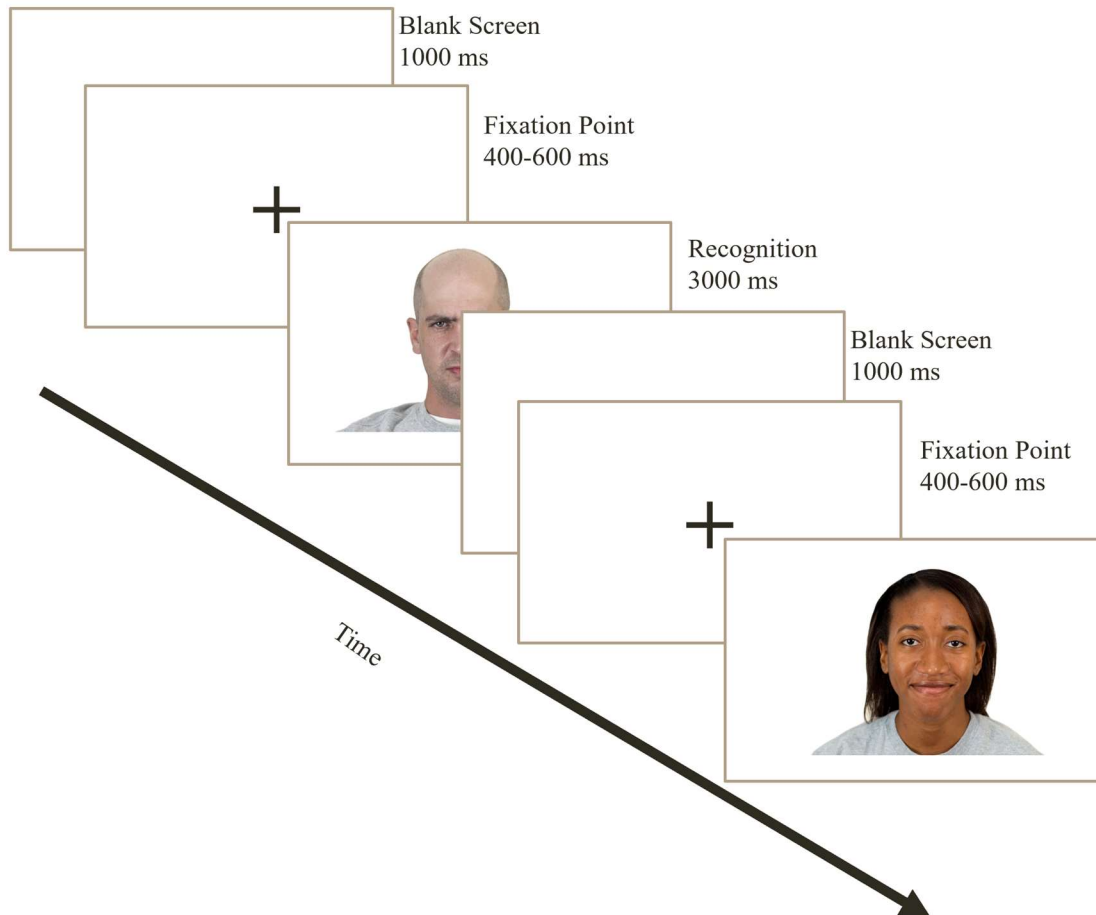 Blank Screen
1000 ms
Fixation Point
400-600 ms
Recognition
3000 ms
Blank Screen
1000 ms
Fixation Point
400-600 ms
Time